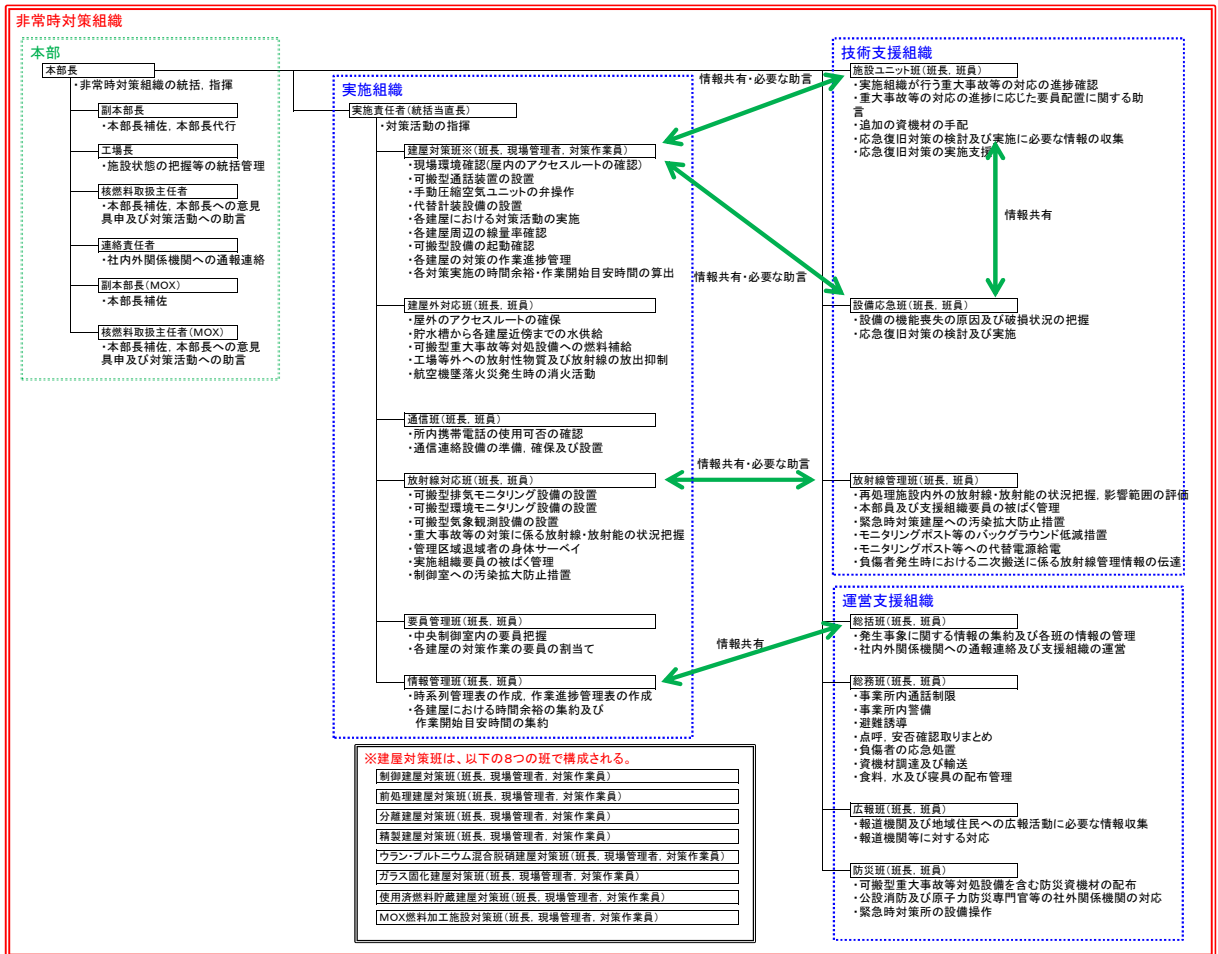 非常時対策組織
本部
本部長
・非常時対策組織の統括, 指揮
副本部長
・本部長補佐, 本部長代行
工場長
・施設状態の把握等の統括管理
核燃料取扱主任者
・本部長補佐, 本部長への意見
具申及び対策活動への助言
連絡責任者
・社内外関係機関への通報連絡
副本部長(MOX)
・本部長補佐
核燃料取扱主任者(MOX)
・本部長補佐, 本部長への意見
具申及び対策活動への助言
実施組織
実施責任者(統括当直長)
・対策活動の指揮
建屋対策班※(班長, 現場管理者, 対策作業員)
・現場環境確認(屋内のアクセスルートの確認)
・可搬型通話装置の設置
・手動圧縮空気ユニットの弁操作
・代替計装設備の設置
・各建屋における対策活動の実施
・各建屋周辺の線量率確認
・可搬型設備の起動確認
・各建屋の対策の作業進捗管理
・各対策実施の時間余裕・作業開始目安時間の算出
建屋外対応班(班長, 班員)
・屋外のアクセスルートの確保
・貯水槽から各建屋近傍までの水供給
・可搬型重大事故等対処設備への燃料補給
・工場等外への放射性物質及び放射線の放出抑制
・航空機墜落火災発生時の消火活動
通信班(班長, 班員)
・所内携帯電話の使用可否の確認
・通信連絡設備の準備, 確保及び設置
放射線対応班(班長, 班員)
・可搬型排気モニタリング設備の設置
・可搬型環境モニタリング設備の設置
・可搬型気象観測設備の設置
・重大事故等の対策に係る放射線・放射能の状況把握
・管理区域退域者の身体サーベイ
・実施組織要員の被ばく管理
・制御室への汚染拡大防止措置
要員管理班(班長, 班員)
・中央制御室内の要員把握
・各建屋の対策作業の要員の割当て
情報管理班(班長, 班員)
・時系列管理表の作成, 作業進捗管理表の作成
・各建屋における時間余裕の集約及び
作業開始目安時間の集約
情報共有・必要な助言
情報共有・必要な助言
情報共有
情報共有・必要な助言
情報共有
技術支援組織
施設ユニット班(班長, 班員)
・実施組織が行う重大事故等の対応の進捗確認
・重大事故等の対応の進捗に応じた要員配置に関する助
言
・追加の資機材の手配
・応急復旧対策の検討及び実施に必要な情報の収集
・応急復旧対策の実施支援
設備応急班(班長, 班員)
・設備の機能喪失の原因及び破損状況の把握
・応急復旧対策の検討及び実施
放射線管理班(班長, 班員)
・再処理施設内外の放射線・放射能の状況把握, 影響範囲の評価
・本部員及び支援組織要員の被ばく管理
・緊急時対策建屋への汚染拡大防止措置
・モニタリングポスト等のバックグラウンド低減措置
・モニタリングポスト等への代替電源給電
・負傷者発生時における二次搬送に係る放射線管理情報の伝達
運営支援組織
総括班(班長, 班員)
・発生事象に関する情報の集約及び各班の情報の管理
・社内外関係機関への通報連絡及び支援組織の運営
総務班(班長, 班員)
・事業所内通話制限
・事業所内警備
・避難誘導
・点呼, 安否確認取りまとめ
・負傷者の応急処置
・資機材調達及び輸送
・食料, 水及び寝具の配布管理
広報班(班長, 班員)
・報道機関及び地域住民への広報活動に必要な情報収集
・報道機関等に対する対応
防災班(班長, 班員)
・可搬型重大事故等対処設備を含む防災資機材の配布
・公設消防及び原子力防災専門官等の社外関係機関の対応
・緊急時対策所の設備操作
※建屋対策班は、以下の8つの班で構成される。
制御建屋対策班(班長, 現場管理者, 対策作業員)
前処理建屋対策班(班長, 現場管理者, 対策作業員)
分離建屋対策班(班長, 現場管理者, 対策作業員)
精製建屋対策班(班長, 現場管理者, 対策作業員)
ウラン・プルトニウム混合脱硝建屋対策班(班長, 現場管理者, 対策作業員)
ガラス固化建屋対策班(班長, 現場管理者, 対策作業員)
使用済燃料貯蔵建屋対策班(班長, 現場管理者, 対策作業員)
MOX燃料加工施設対策班(班長, 現場管理者, 対策作業員)